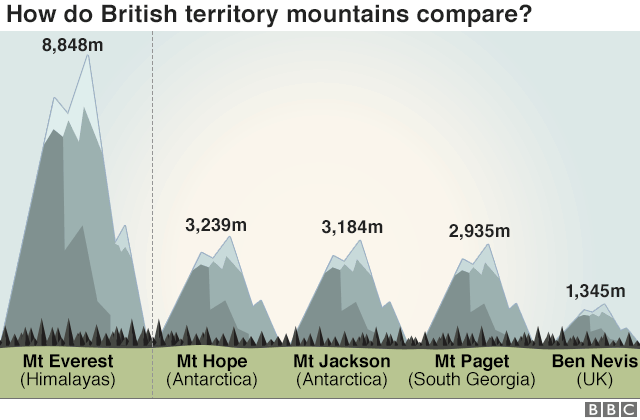 How do British territory mountains compare?
8,848m
3,239m
3,184m
2,935m
1,345m
Mt Everest
(Himalayas)
Mt Hope
(Antarctica)
Mt Jackson
(Antarctica)
Mt Paget
(South Georgia)
Ben Nevis
(UK)
BBC